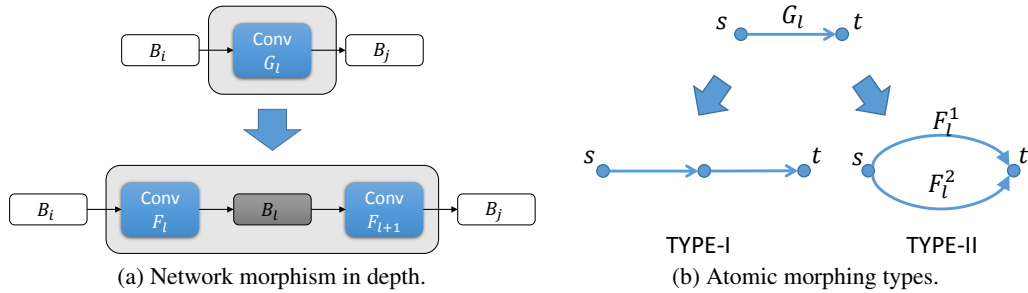 B_i
Conv
G_l
B_j
B_i
Conv
F_l
B_l
Conv
F_{l+1}
B_j
(a) Network morphism in depth.
s
G_l
t
s
t
TYPE-I
F_l^1
s
t
F_l^2
TYPE-II
(b) Atomic morphing types.